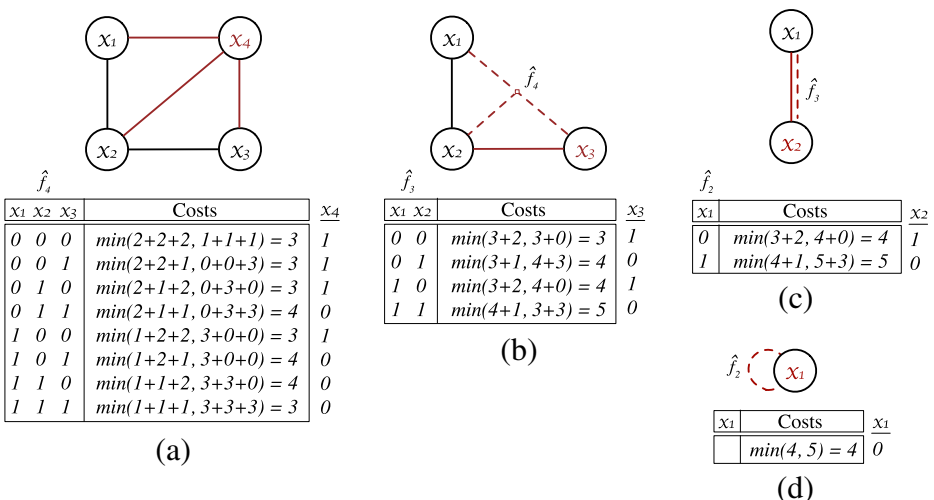 x1 x4
x2 x3
f̂4
x1 x2 x3 Costs x4
0 0 0 min(2+2+2, 1+1+1) = 3 1
0 0 1 min(2+2+1, 0+0+3) = 3 1
0 1 0 min(2+1+2, 0+3+0) = 3 1
0 1 1 min(2+1+1, 0+3+3) = 4 0
1 0 0 min(1+2+2, 3+0+0) = 3 1
1 0 1 min(1+2+1, 3+0+0) = 4 0
1 1 0 min(1+1+2, 3+3+0) = 4 0
1 1 1 min(1+1+1, 3+3+3) = 3 0
(a)
x1
f̂4
x2 x3
f̂3
x1 x2 Costs x3
0 0 min(3+2, 3+0) = 3 1
0 1 min(3+1, 4+3) = 4 0
1 0 min(3+2, 4+0) = 4 1
1 1 min(4+1, 3+3) = 5 0
(b)
x1
f̂3
x2
f̂2
x1 Costs x2
0 min(3+2, 4+0) = 4 1
1 min(4+1, 5+3) = 5 0
(c)
f̂2 x1
x1 Costs x1
min(4, 5) = 4 0
(d)